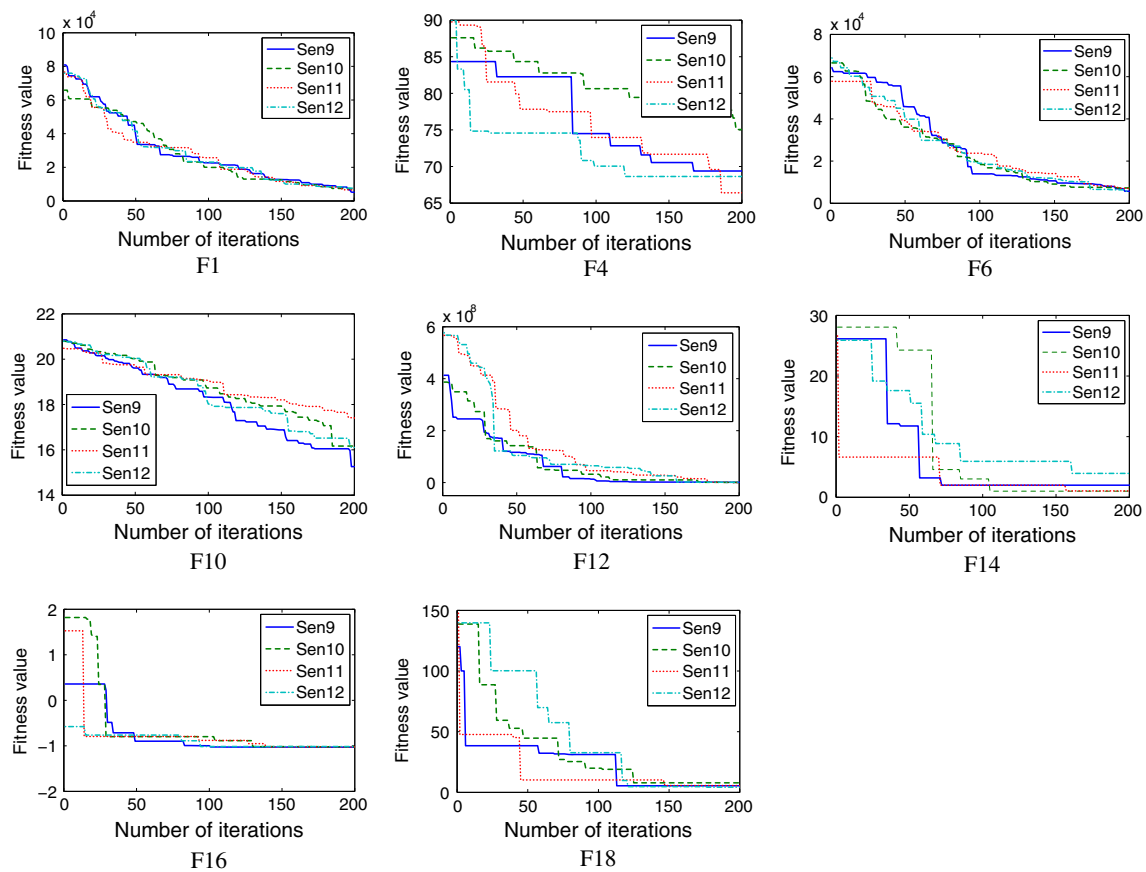 x 10⁴
10
8
6
4
2
0
0
50
100
150
200
Fitness value
Number of iterations
Sen9
Sen10
Sen11
Sen12
F1
90
85
80
75
70
65
0
50
100
150
200
Fitness value
Number of iterations
Sen9
Sen10
Sen11
Sen12
F4
x 10⁴
8
6
4
2
0
0
50
100
150
200
Fitness value
Number of iterations
Sen9
Sen10
Sen11
Sen12
F6
22
20
18
16
14
0
50
100
150
200
Fitness value
Number of iterations
Sen9
Sen10
Sen11
Sen12
F10
x 10⁸
6
4
2
0
0
50
100
150
200
Fitness value
Number of iterations
Sen9
Sen10
Sen11
Sen12
F12
30
20
10
0
0
50
100
150
200
Fitness value
Number of iterations
Sen9
Sen10
Sen11
Sen12
F14
2
1
0
−1
−2
0
50
100
150
200
Fitness value
Number of iterations
Sen9
Sen10
Sen11
Sen12
F16
150
100
50
0
0
50
100
150
200
Fitness value
Number of iterations
Sen9
Sen10
Sen11
Sen12
F18